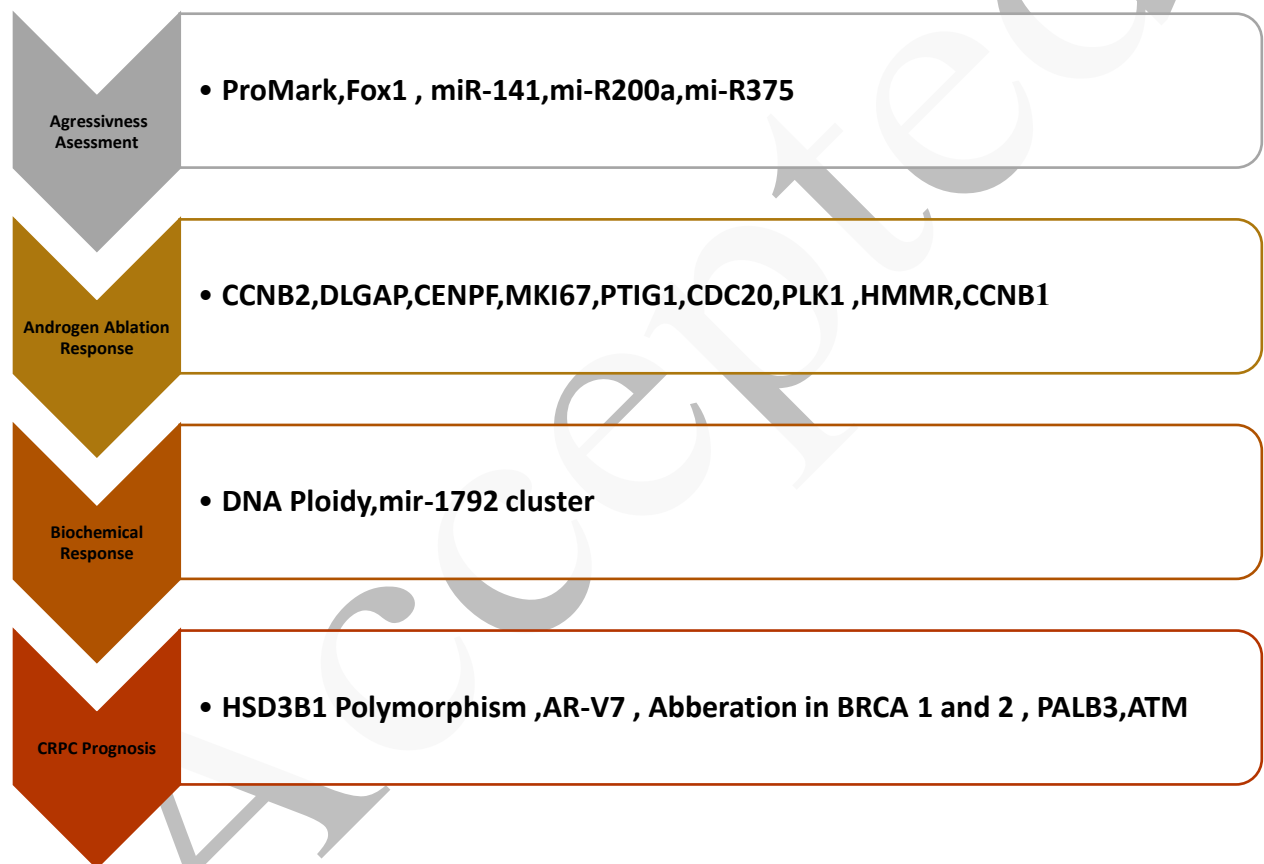 Agressivness
Asessment
• ProMark,Fox1 , miR-141,mi-R200a,mi-R375
Androgen Ablation
Response
• CCNB2,DLGAP,CENPF,MKI67,PTIG1,CDC20,PLK1 ,HMMR,CCNB1
Biochemical
Response
• DNA Ploidy,mir-1792 cluster
CRPC Prognosis
• HSD3B1 Polymorphism ,AR-V7 , Abberation in BRCA 1 and 2 , PALB3,ATM
Accepted